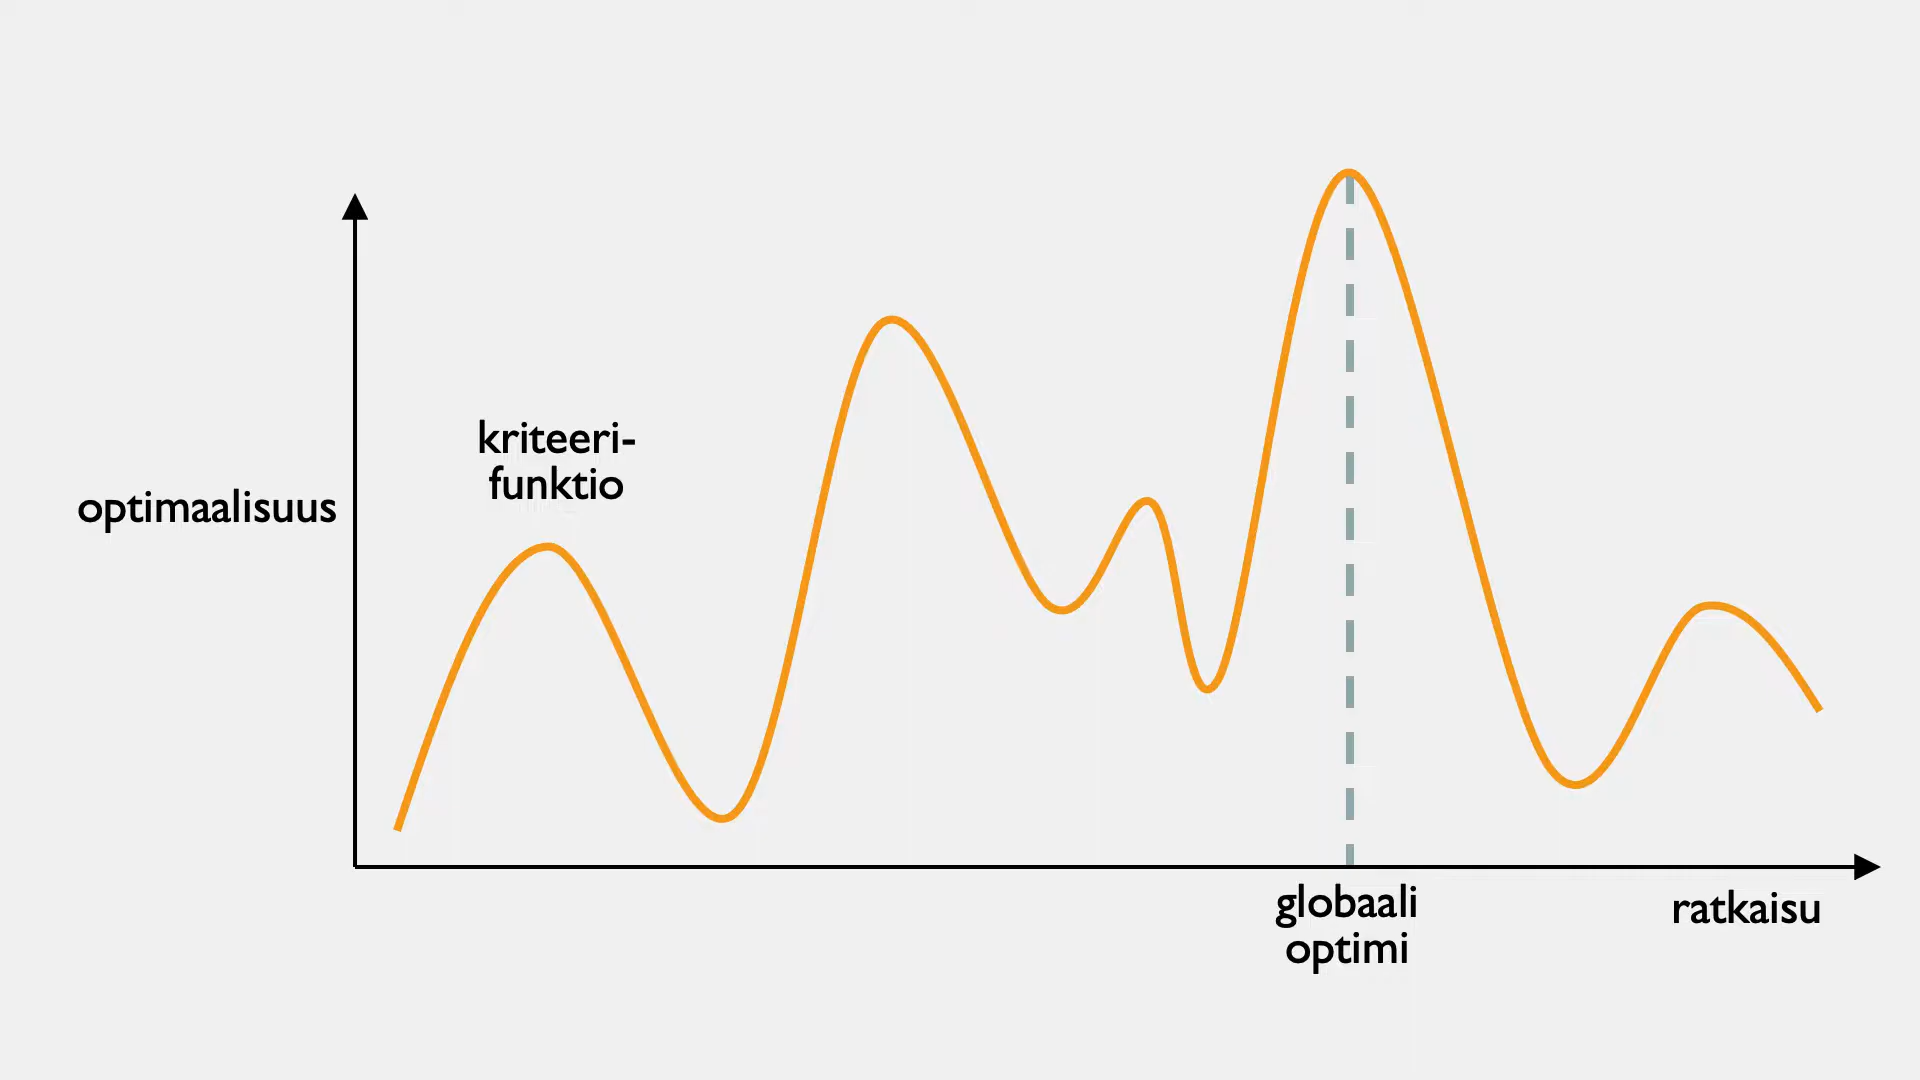 kriteeri-
funktio
optimaalisuus
globaali
optimi
ratkaisu